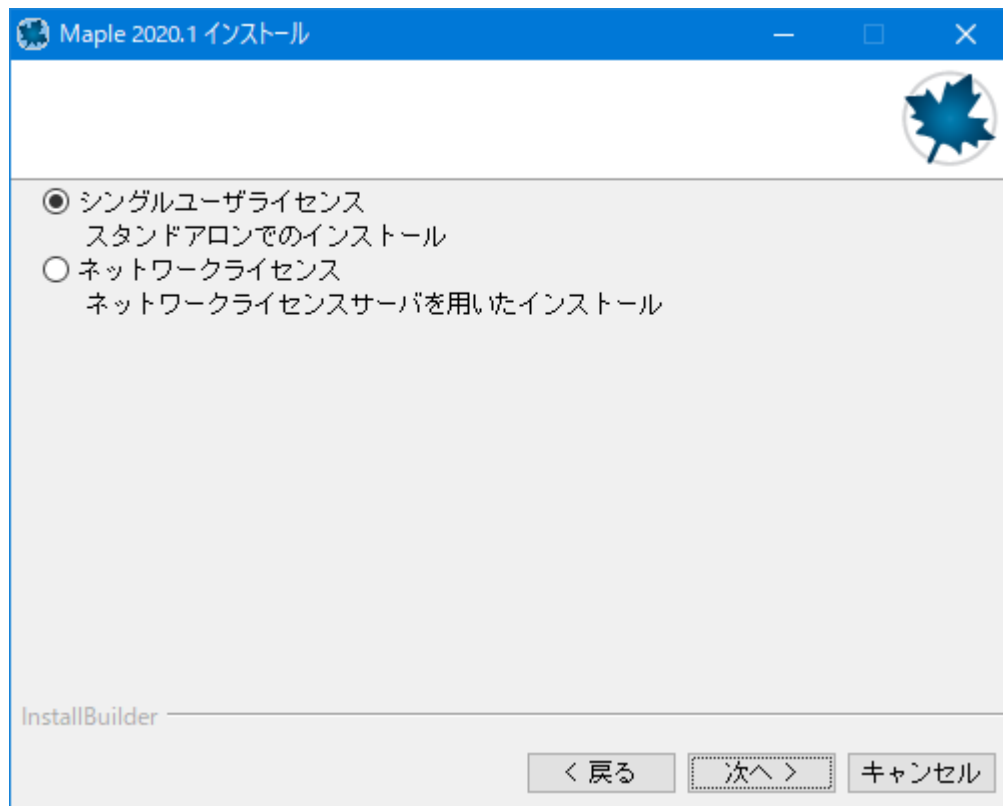 Maple 2020.1 インストール
シングルユーザライセンス
スタンドアロンでのインストール
ネットワークライセンス
ネットワークライセンスサーバを用いたインストール
InstallBuilder
< 戻る 次へ > キャンセル